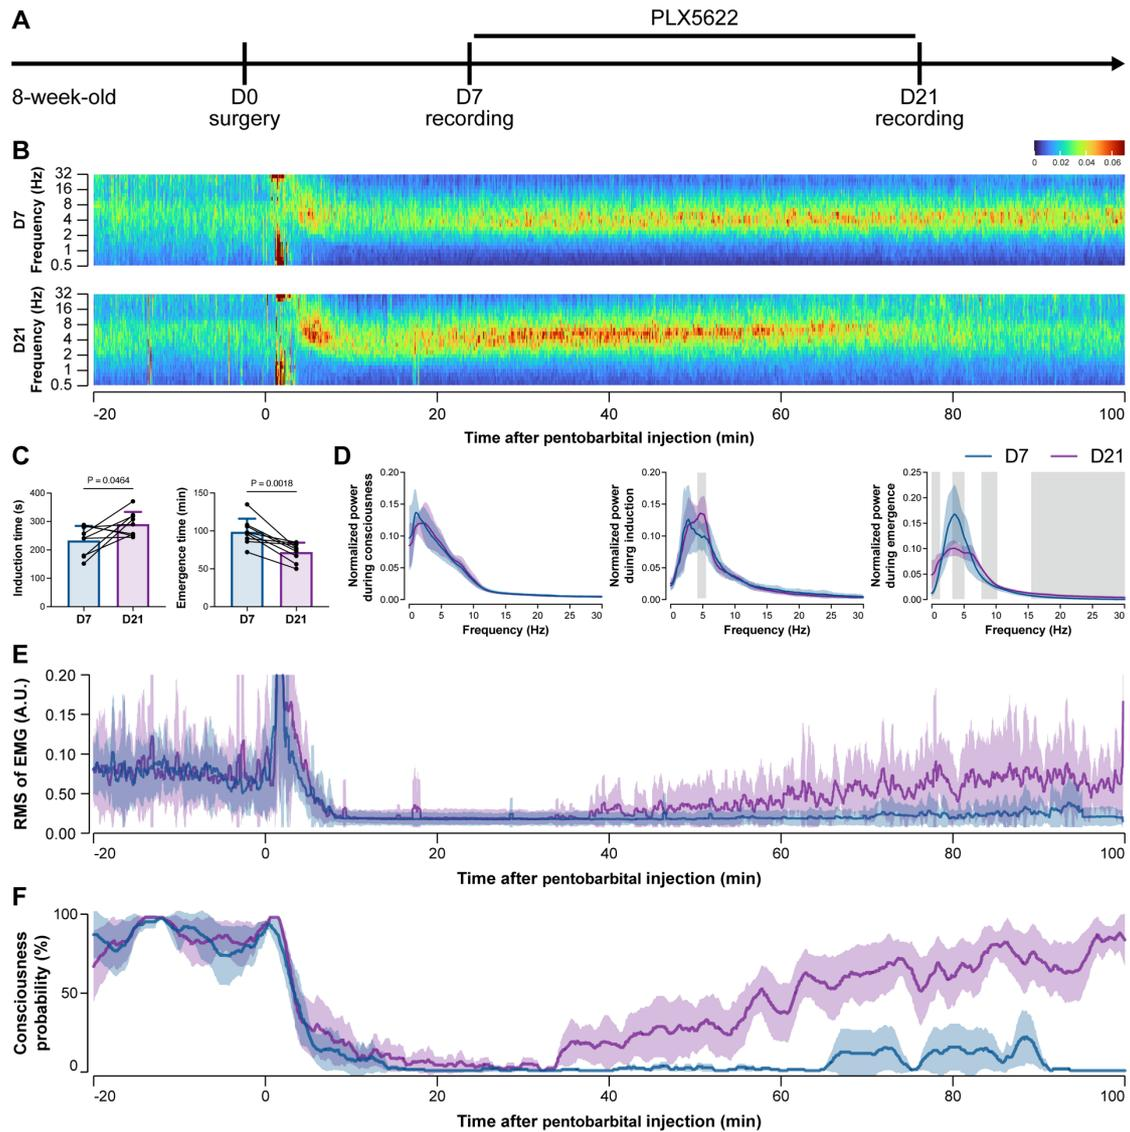 A
PLX5622
8-week-old
D0
surgery
D7
recording
D21
recording
B
0 0.02 0.04 0.06
D7
Frequency (Hz)
32
16
8
4
2
1
0.5
D21
Frequency (Hz)
32
16
8
4
2
1
0.5
-20 0 20 40 60 80 100
Time after pentobarbital injection (min)
C
Induction time (s)
P = 0.0464
400
300
200
100
0
D7 D21
Emergence time (min)
P = 0.0018
150
100
50
0
D7 D21
D
D7 D21
Normalized power
during consciousness
0.20
0.15
0.10
0.05
0.00
0 5 10 15 20 25 30
Frequency (Hz)
Normalized power
duinrg induction
0.20
0.15
0.10
0.05
0.00
0 5 10 15 20 25 30
Frequency (Hz)
Normalized power
during emergence
0.25
0.20
0.15
0.10
0.05
0.00
0 5 10 15 20 25 30
Frequency (Hz)
E
RMS of EMG (A.U.)
0.20
0.15
0.10
0.50
0.00
-20 0 20 40 60 80 100
Time after pentobarbital injection (min)
F
Consciousness
probability (%)
100
50
0
-20 0 20 40 60 80 100
Time after pentobarbital injection (min)